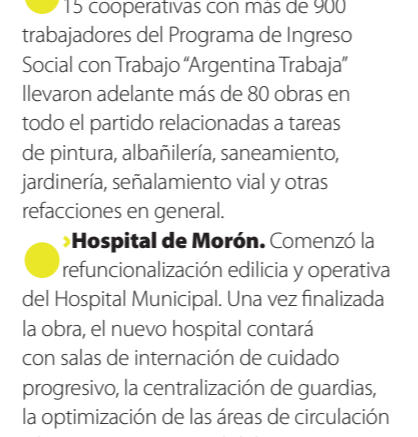 15 cooperativas con más de 900
trabajadores del Programa de Ingreso
Social con Trabajo “Argentina Trabaja”
llevaron adelante más de 80 obras en
todo el partido relacionadas a tareas
de pintura, albañilería, saneamiento,
jardinería, señalamiento vial y otras
refacciones en general.
›Hospital de Morón. Comenzó la
refuncionalización edilicia y operativa
del Hospital Municipal. Una vez finalizada
la obra, el nuevo hospital contará
con salas de internación de cuidado
progresivo, la centralización de guardias,
la optimización de las áreas de circulación